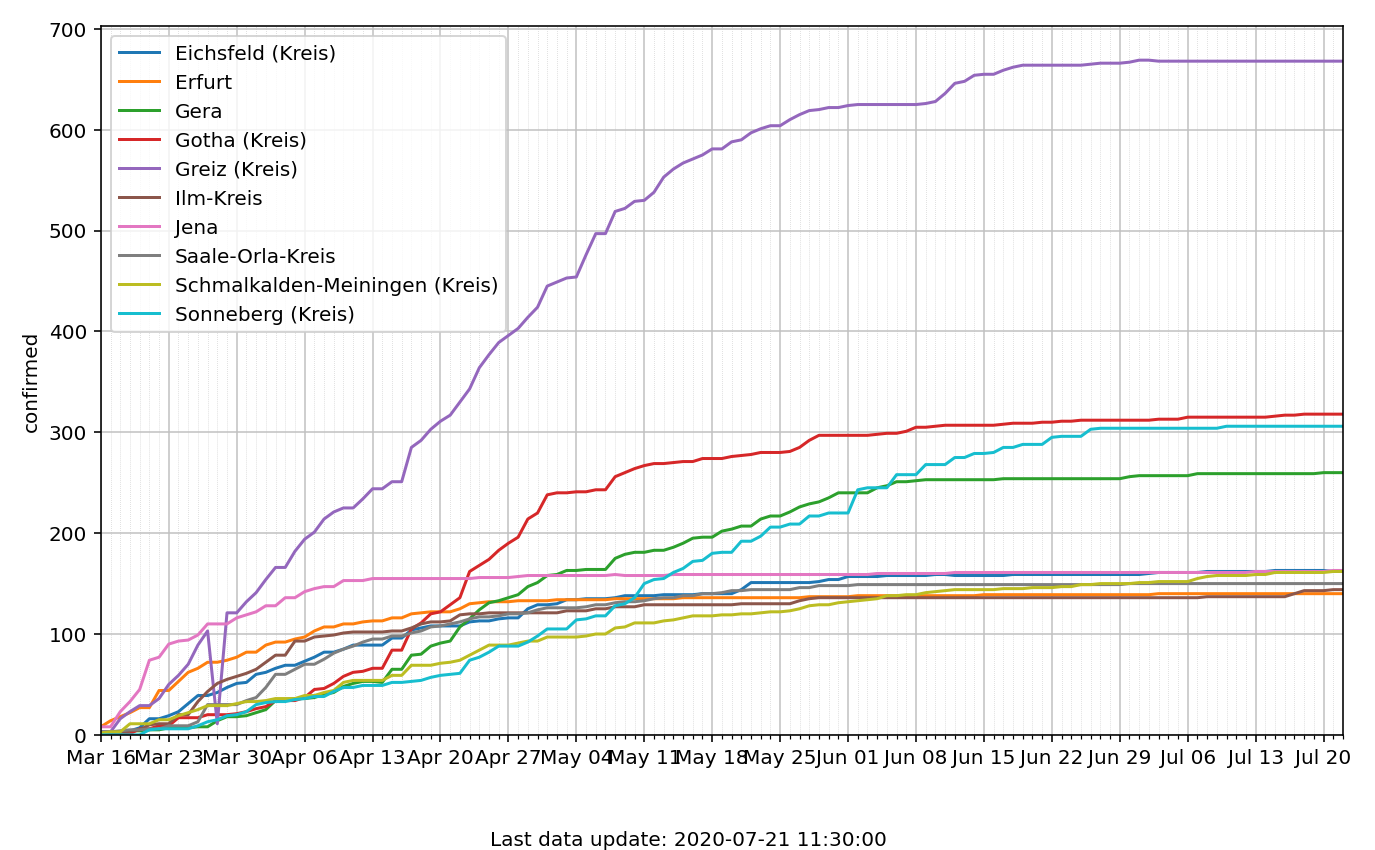 700
600
500
400
300
200
100
0
confirmed
Eichsfeld (Kreis)
Erfurt
Gera
Gotha (Kreis)
Greiz (Kreis)
Ilm-Kreis
Jena
Saale-Orla-Kreis
Schmalkalden-Meiningen (Kreis)
Sonneberg (Kreis)
Mar 16 Mar 23 Mar 30 Apr 06 Apr 13 Apr 20 Apr 27 May 04 May 11 May 18 May 25 Jun 01 Jun 08 Jun 15 Jun 22 Jun 29 Jul 06 Jul 13 Jul 20
Last data update: 2020-07-21 11:30:00